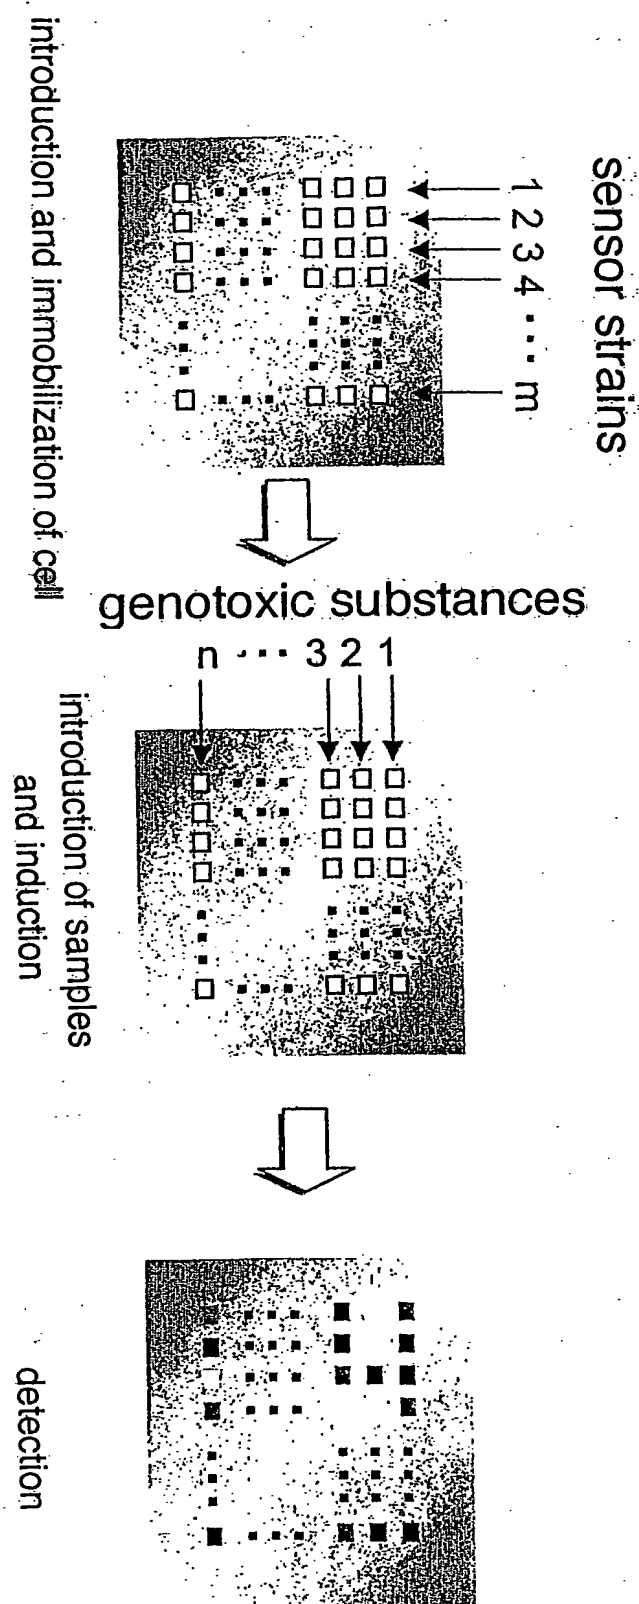 sensor strains
1 2 3 4 ··· m
introduction and immobilization of cell
genotoxic substances
n ···· 3 2 1
introduction of samples
and induction
detection